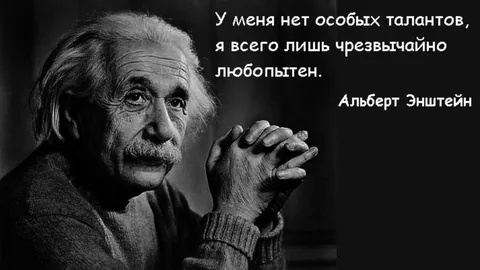 У меня нет особых талантов,
я всего лишь чрезвычайно
любопытен.
Альберт Энштейн